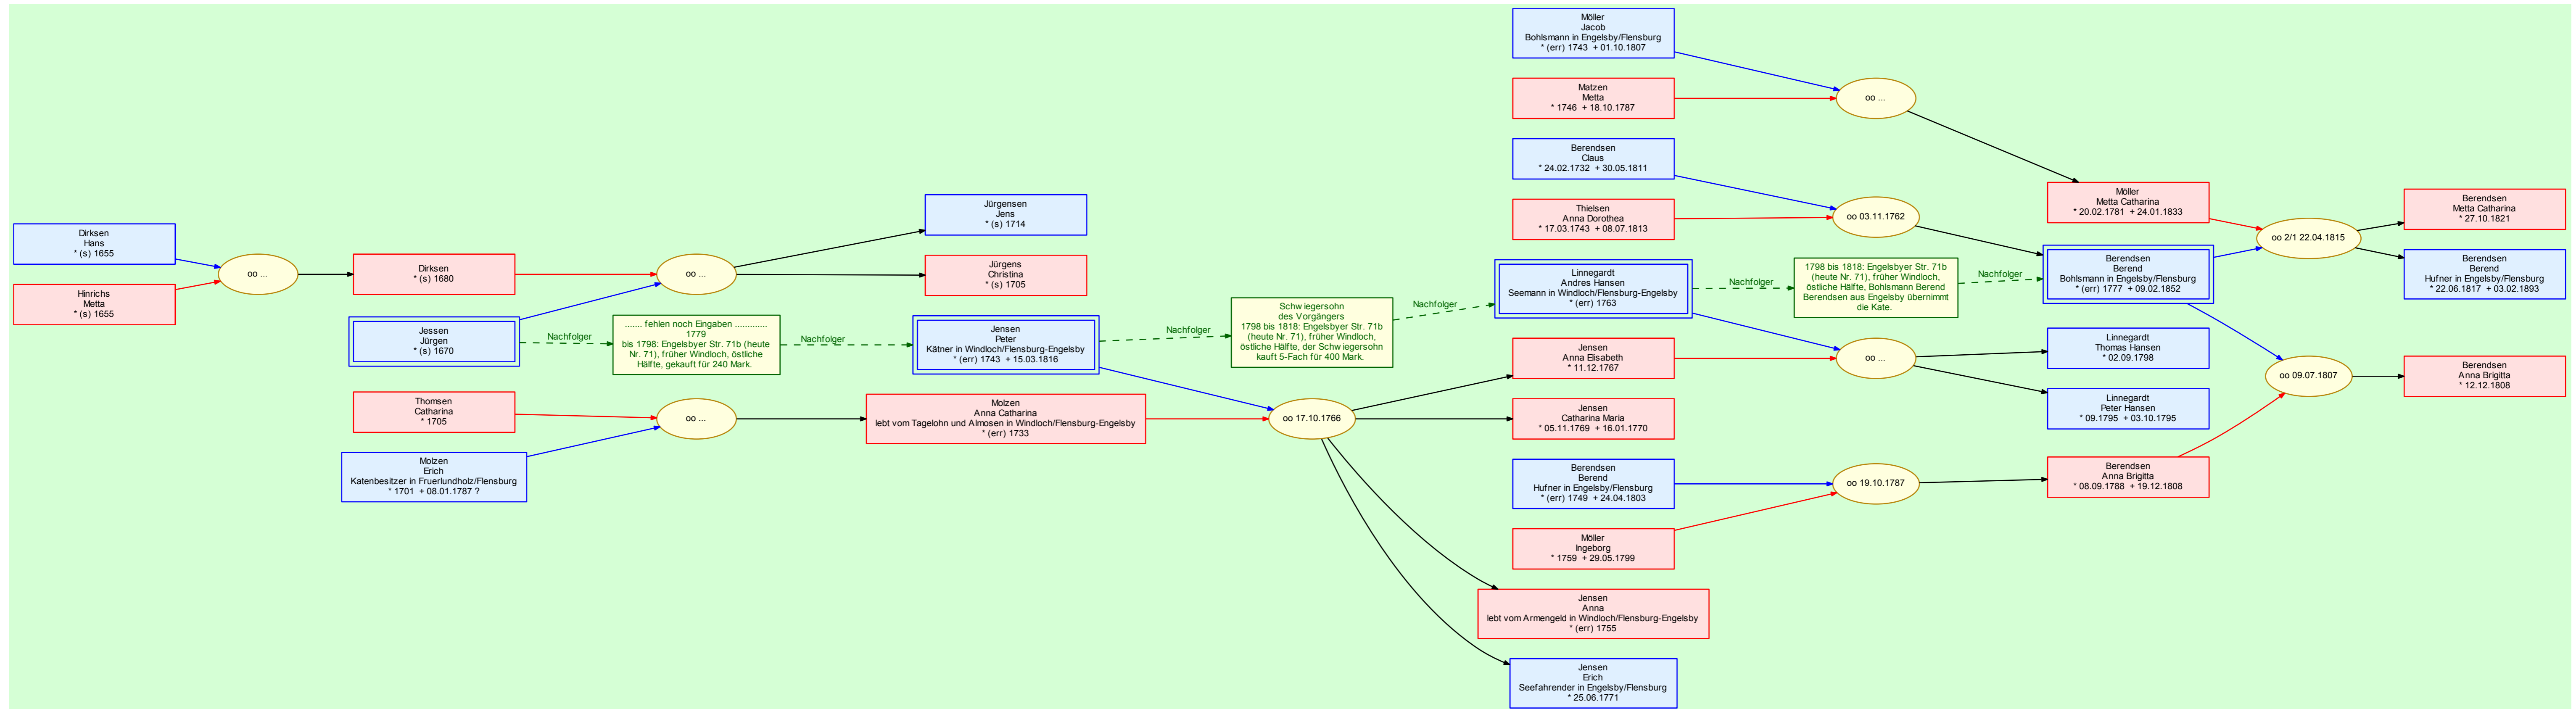 Möller
Jacob
Bohlsmann in Engelsby/Flensburg
* (err) 1743  + 01.10.1807
Matzen
Metta
* 1746  + 18.10.1787
oo ...
Berendsen
Claus
* 24.02.1732  + 30.05.1811
Thielsen
Anna Dorothea
* 17.03.1743  + 08.07.1813
oo 03.11.1762
Möller
Metta Catharina
* 20.02.1781  + 24.01.1833
oo 2/1 22.04.1815
Berendsen
Metta Catharina
* 27.10.1821
Berendsen
Berend
Hufner in Engelsby/Flensburg
* 22.06.1817  + 03.02.1893
Dirksen
Hans
* (s) 1655
Hinrichs
Metta
* (s) 1655
oo ...
Dirksen
* (s) 1680
oo ...
Jürgensen
Jens
* (s) 1714
Jürgens
Christina
* (s) 1705
Jessen
Jürgen
* (s) 1670
Nachfolger
....... fehlen noch Eingaben ............
1779
bis 1798: Engelsbyer Str. 71b (heute
Nr. 71), früher Windloch, östliche
Hälfte, gekauft für 240 Mark.
Nachfolger
Jensen
Peter
Kätner in Windloch/Flensburg-Engelsby
* (err) 1743  + 15.03.1816
Nachfolger
Schwiegersohn
des Vorgängers
1798 bis 1818: Engelsbyer Str. 71b
(heute Nr. 71), früher Windloch,
östliche Hälfte, der Schwiegersohn
kauft 5-Fach für 400 Mark.
Nachfolger
Linnegardt
Andres Hansen
Seemann in Windloch/Flensburg-Engelsby
* (err) 1763
Nachfolger
1798 bis 1818: Engelsbyer Str. 71b
(heute Nr. 71), früher Windloch,
östliche Hälfte, Bohlsmann Berend
Berendsen aus Engelsby übernimmt
die Kate.
Nachfolger
Berendsen
Berend
Bohlsmann in Engelsby/Flensburg
* (err) 1777  + 09.02.1852
Thomsen
Catharina
* 1705
Molzen
Erich
Katenbesitzer in Fruerlundholz/Flensburg
* 1701  + 08.01.1787 ?
oo ...
Molzen
Anna Catharina
lebt vom Tagelohn und Almosen in Windloch/Flensburg-Engelsby
* (err) 1733
oo 17.10.1766
Jensen
Anna Elisabeth
* 11.12.1767
oo ...
Linnegardt
Thomas Hansen
* 02.09.1798
Linnegardt
Peter Hansen
* 09.1795  + 03.10.1795
oo 09.07.1807
Berendsen
Anna Brigitta
* 12.12.1808
Jensen
Catharina Maria
* 05.11.1769  + 16.01.1770
Berendsen
Berend
Hufner in Engelsby/Flensburg
* (err) 1749  + 24.04.1803
oo 19.10.1787
Berendsen
Anna Brigitta
* 08.09.1788  + 19.12.1808
Möller
Ingeborg
* 1759  + 29.05.1799
Jensen
Anna
lebt vom Armengeld in Windloch/Flensburg-Engelsby
* (err) 1755
Jensen
Erich
Seefahrender in Engelsby/Flensburg
* 25.06.1771